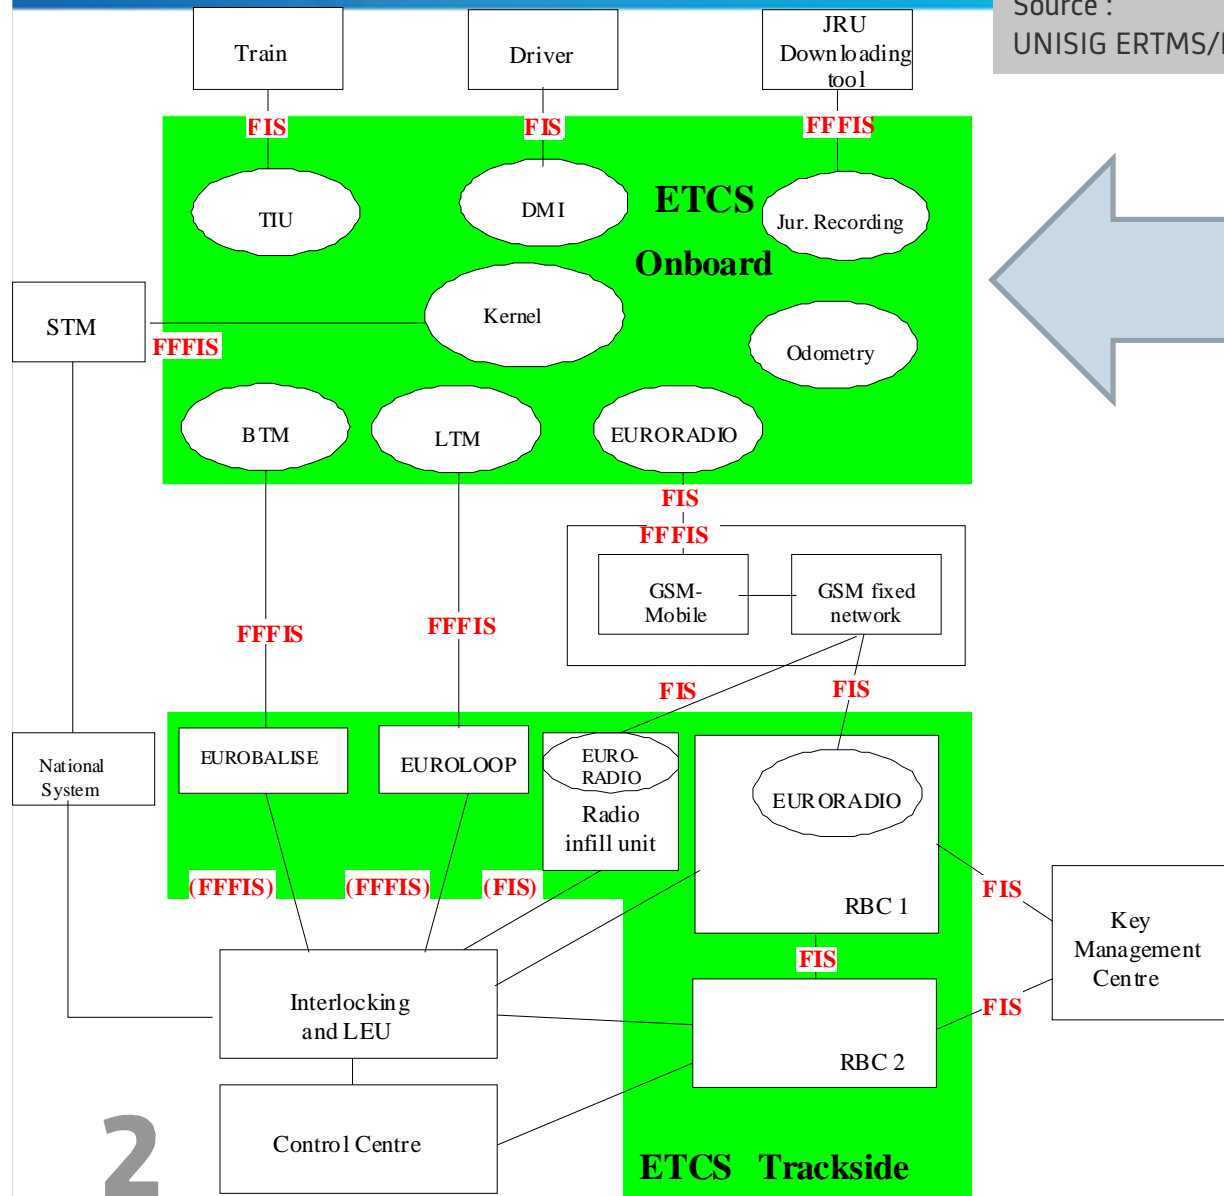 Source :
UNISIG ERTMS/
Train
Driver
JRU
Downloading
tool
FIS
FIS
FFFIS
TIU
DMI
ETCS
Jur. Recording
Onboard
STM
Kernel
FFFIS
Odometry
BTM
LTM
EURORADIO
FIS
FFFIS
GSM-
Mobile
GSM fixed
network
FFFIS
FFFIS
FIS
FIS
National
System
EUROBALISE
EUROLOOP
EURO-
RADIO
Radio
infill unit
EURORADIO
(FFFIS)
(FFFIS)
(FIS)
RBC 1
FIS
Key
Management
Centre
FIS
Interlocking
and LEU
FIS
RBC 2
Control Centre
ETCS Trackside
2